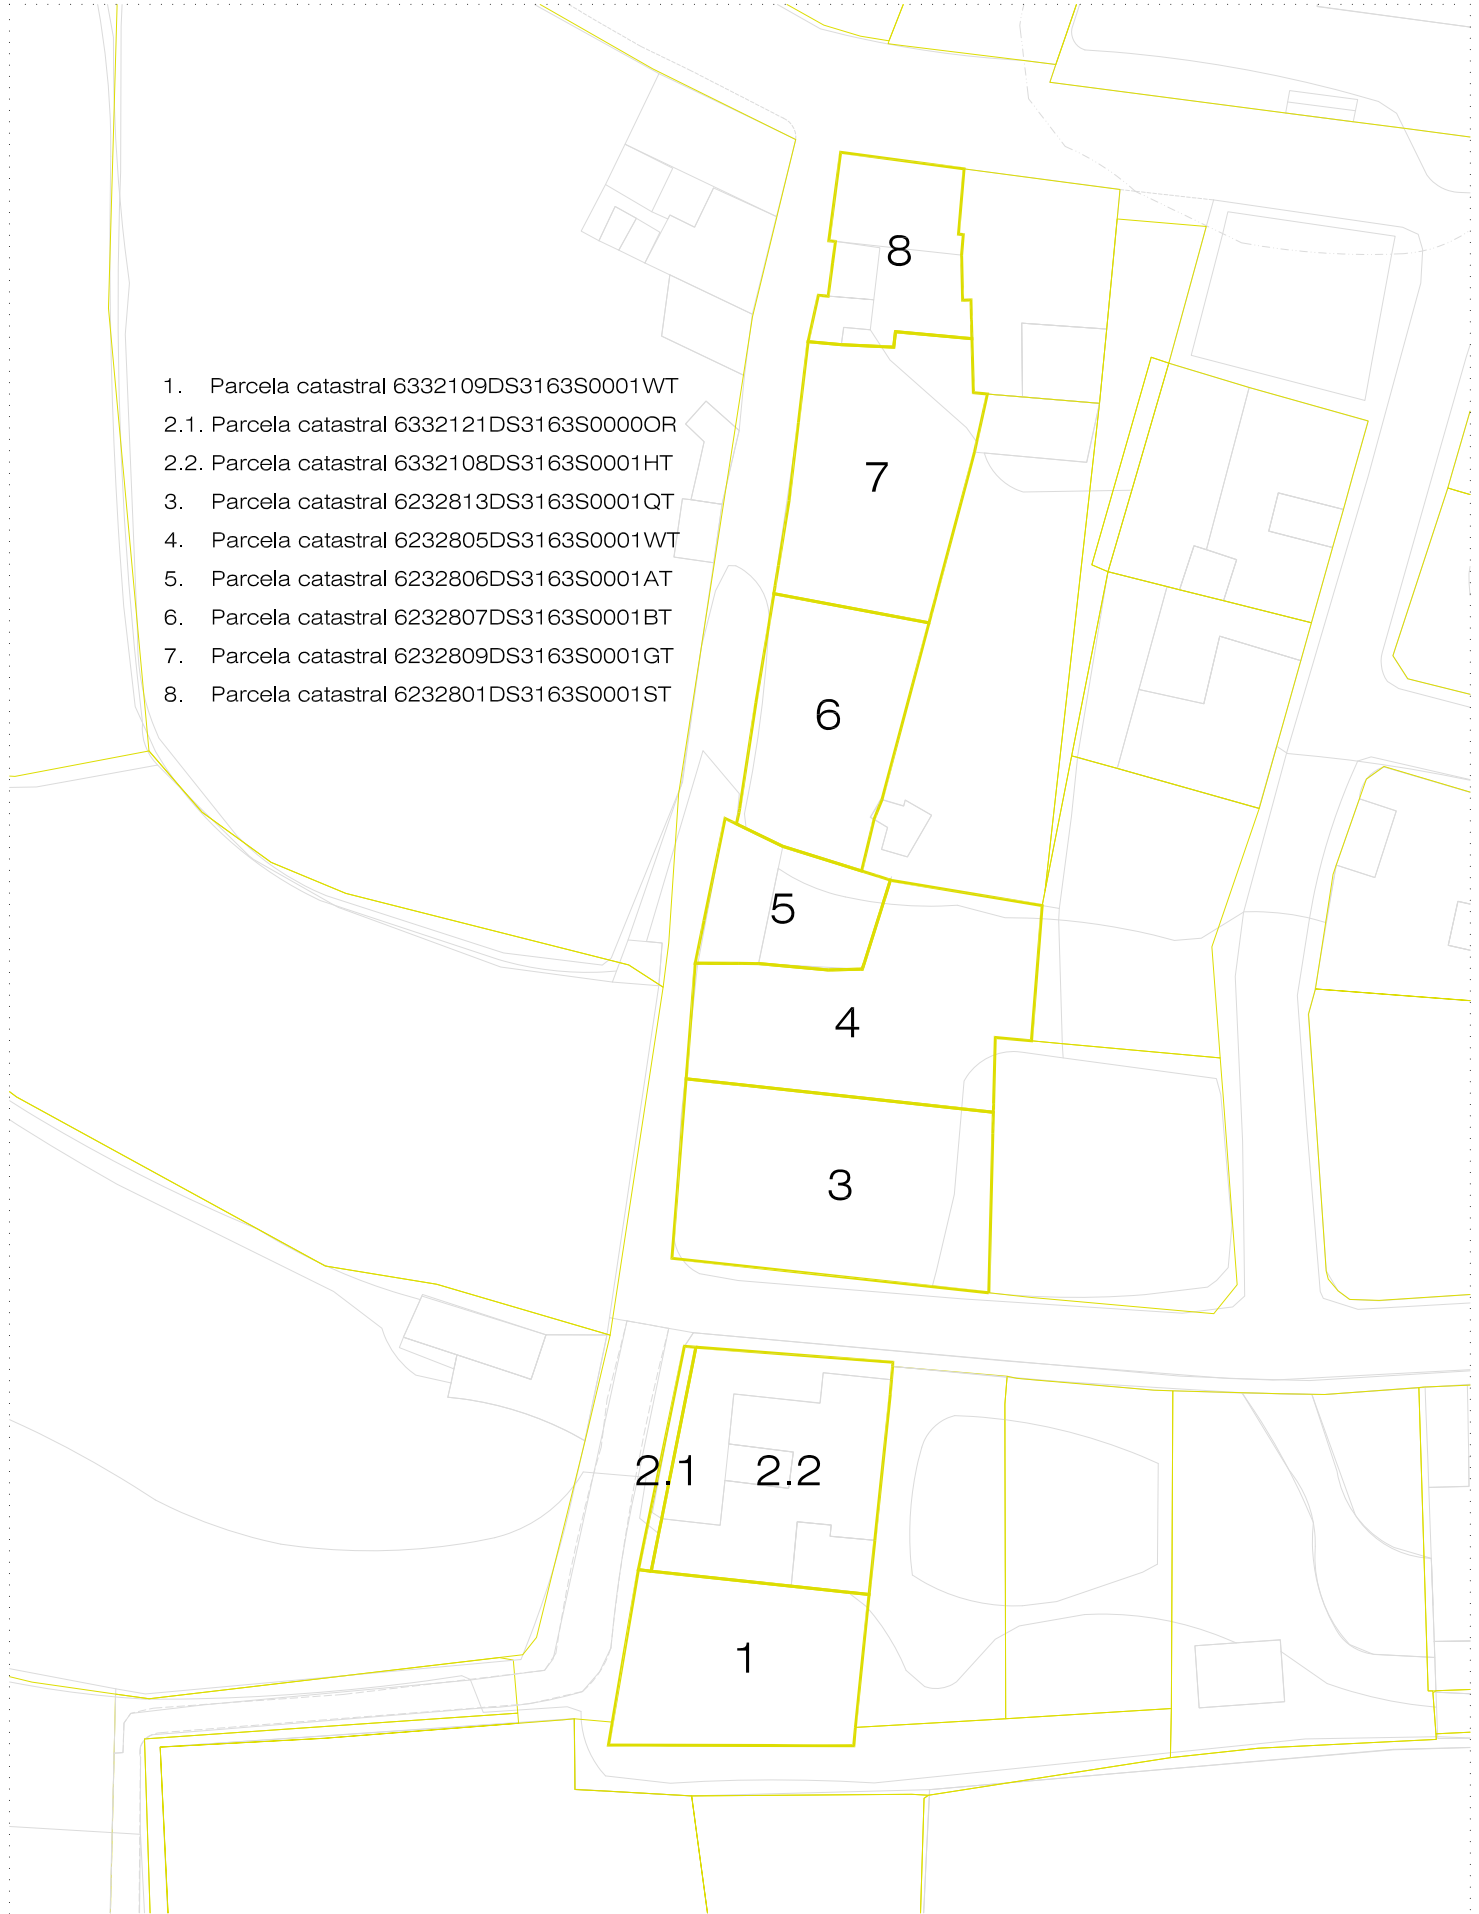 8
1. Parcela catastral 6332109DS3163S0001WT
2.1. Parcela catastral 6332121DS3163S0000OR
2.2. Parcela catastral 6332108DS3163S0001HT
3. Parcela catastral 6232813DS3163S0001QT
4. Parcela catastral 6232805DS3163S0001WT
5. Parcela catastral 6232806DS3163S0001AT
6. Parcela catastral 6232807DS3163S0001BT
7. Parcela catastral 6232809DS3163S0001GT
8. Parcela catastral 6232801DS3163S0001ST
7
6
5
4
3
2.1 2.2
1